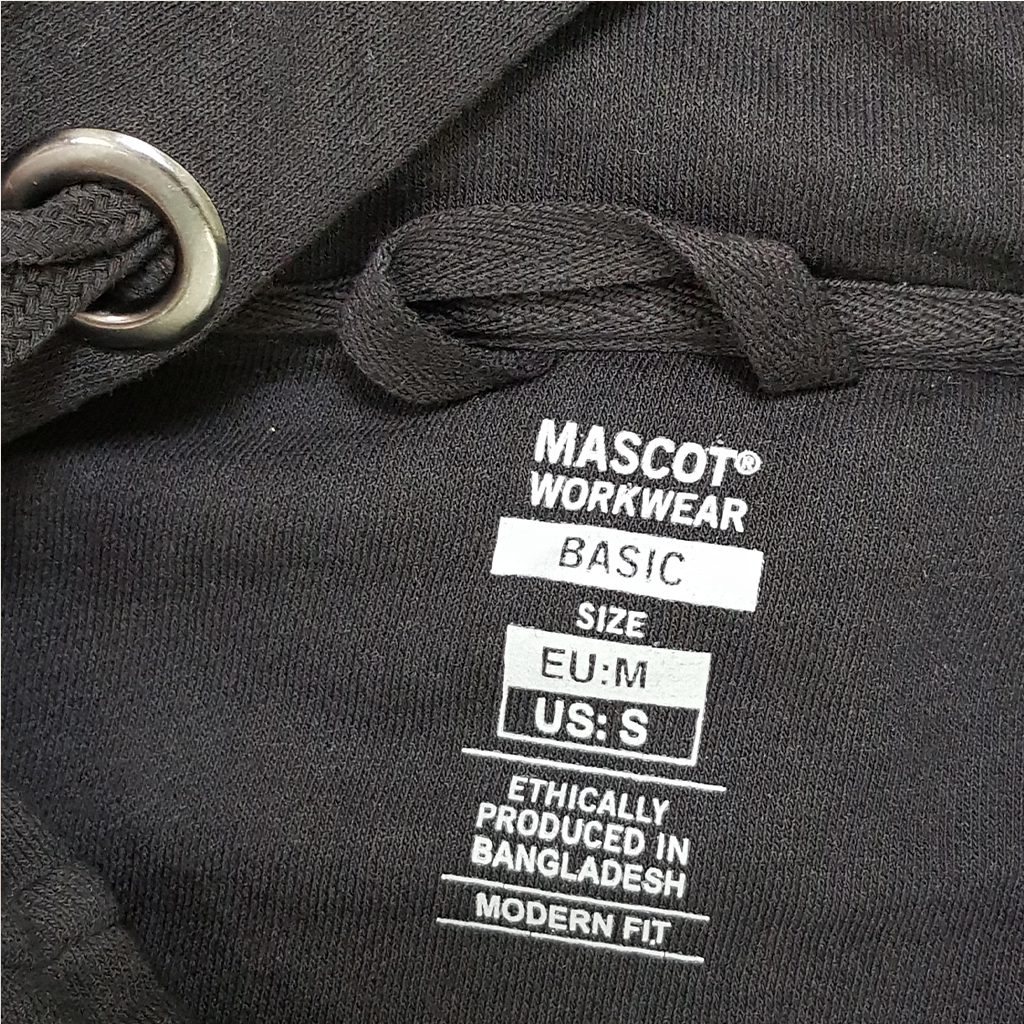 MASCOT®
WORKWEAR
BASIC
SIZE
EU:M
US: S
ETHICALLY
PRODUCED IN
BANGLADESH
MODERN FIT